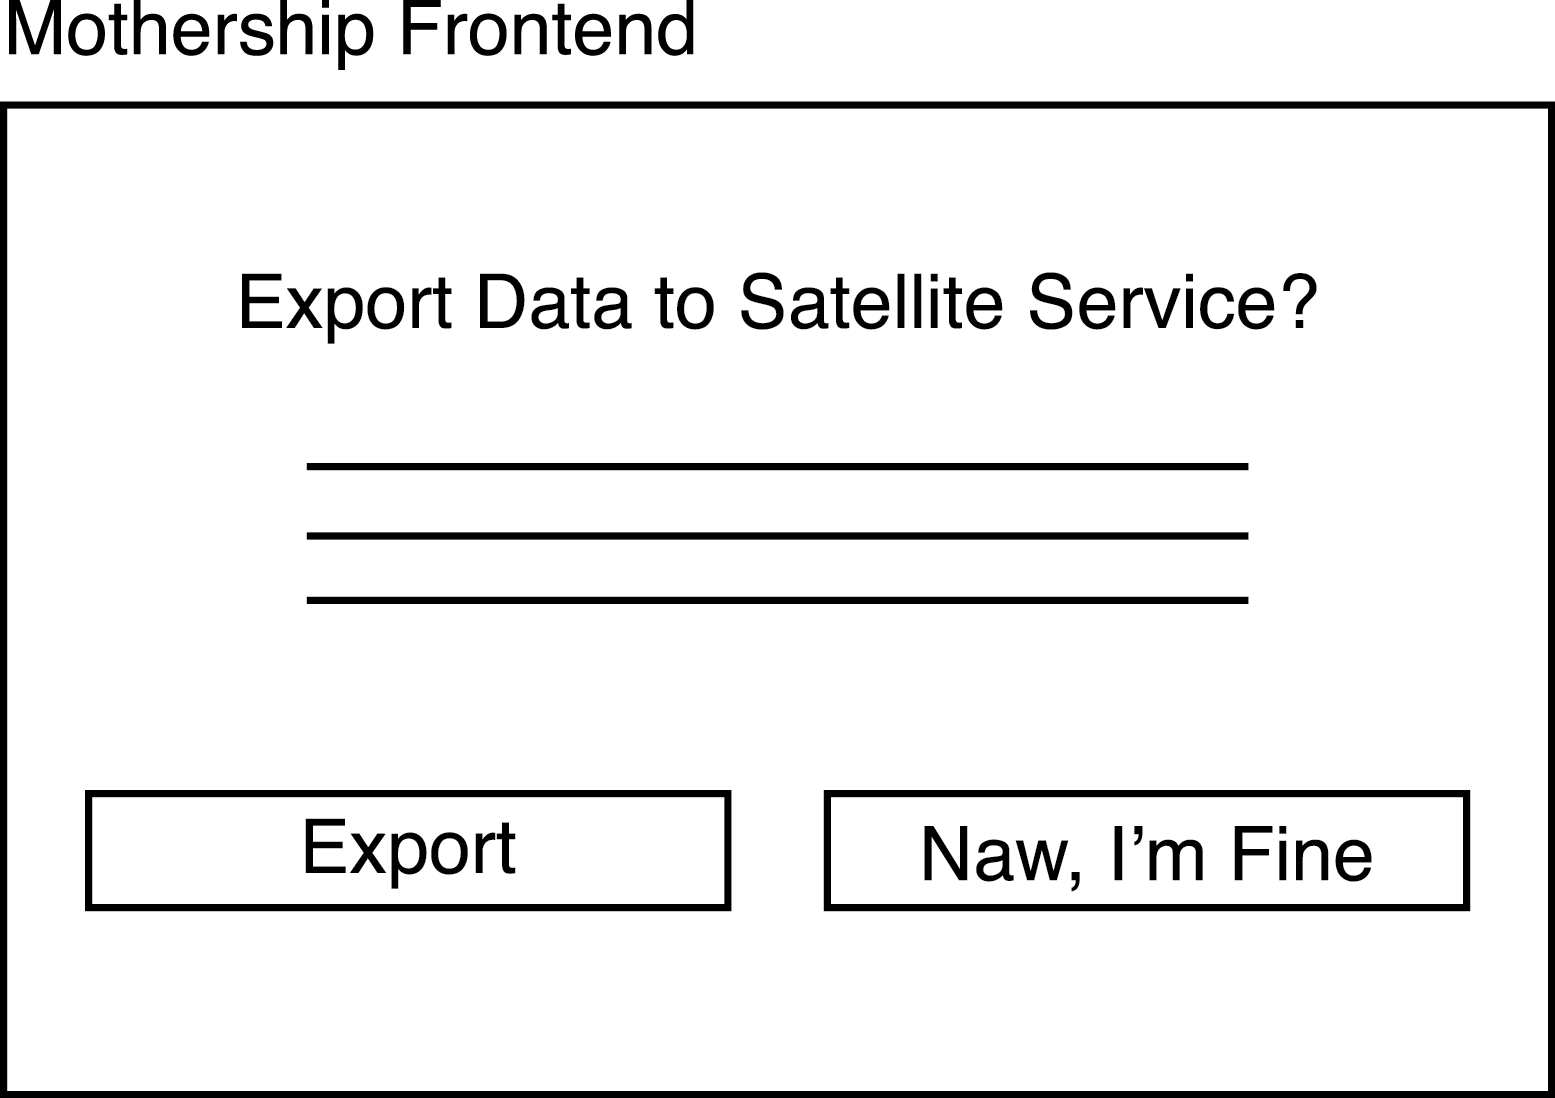 Mothership Frontend
Export Data to Satellite Service?
Export
Naw, I’m Fine